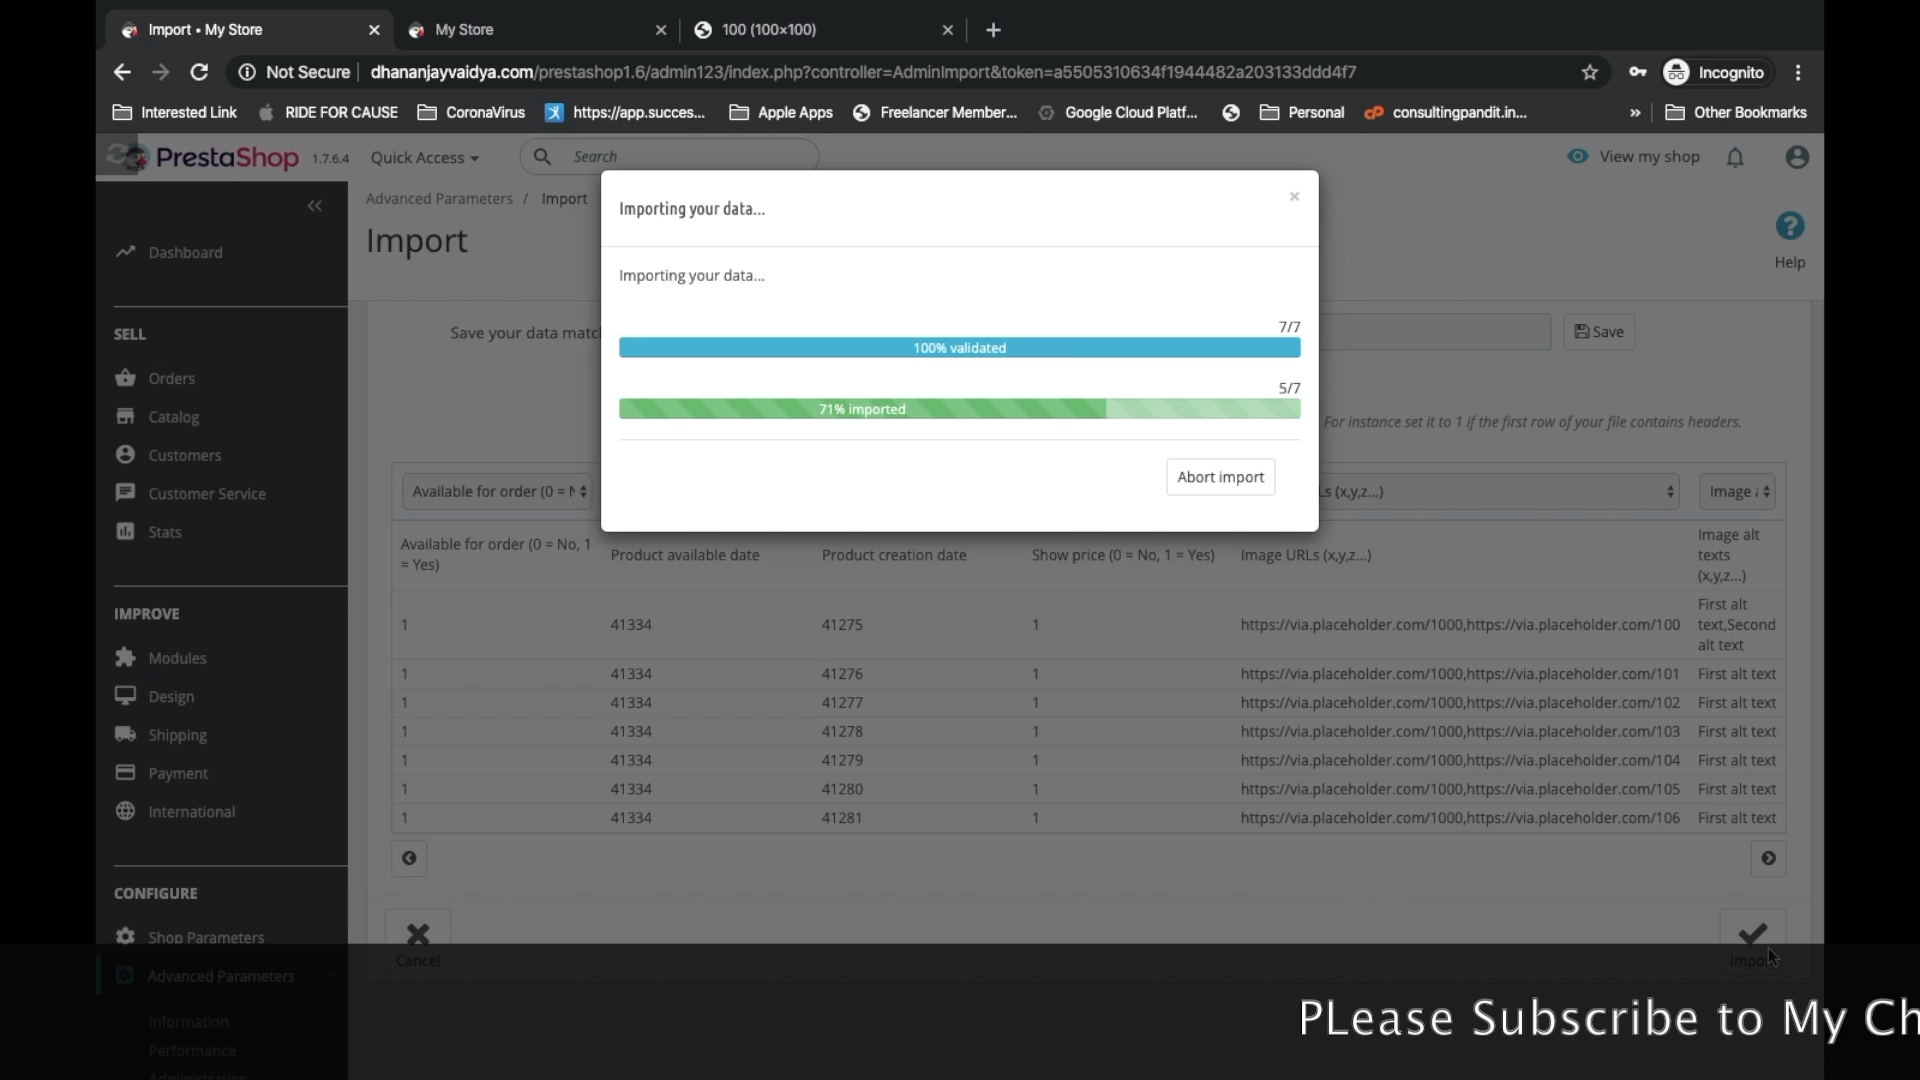 Import • My Store
My Store
100 (100×100)
Not Secure
dhananjayvaidya.com/prestashop1.6/admin123/index.php?controller=AdminImport&token=a5505310634f1944482a203133ddd4f7
Incognito
Interested Link
RIDE FOR CAUSE
CoronaVirus
https://app.succes...
Apple Apps
Freelancer Member...
Google Cloud Platf...
Personal
consultingpandit.in...
»
Other Bookmarks
PrestaShop 1.7.6.4
Quick Access
Search
View my shop
Advanced Parameters / Import
Import
Help
Dashboard
SELL
Orders
Catalog
Customers
Customer Service
Stats
IMPROVE
Modules
Design
Shipping
Payment
International
CONFIGURE
Shop Parameters
Advanced Parameters
Information
Performance
Administration
Importing your data...
×
Importing your data...
7/7
100% validated
5/7
71% imported
Abort import
Save your data match
Save
For instance set it to 1 if the first row of your file contains headers.
Available for order (0 = N
Ls (x,y,z...)
Image a
Available for order (0 = No, 1 = Yes) Product available date Product creation date Show price (0 = No, 1 = Yes) Image URLs (x,y,z...) Image alt texts (x,y,z...)
1 41334 41275 1 https://via.placeholder.com/1000,https://via.placeholder.com/100 First alt text,Second alt text
1 41334 41276 1 https://via.placeholder.com/1000,https://via.placeholder.com/101 First alt text
1 41334 41277 1 https://via.placeholder.com/1000,https://via.placeholder.com/102 First alt text
1 41334 41278 1 https://via.placeholder.com/1000,https://via.placeholder.com/103 First alt text
1 41334 41279 1 https://via.placeholder.com/1000,https://via.placeholder.com/104 First alt text
1 41334 41280 1 https://via.placeholder.com/1000,https://via.placeholder.com/105 First alt text
1 41334 41281 1 https://via.placeholder.com/1000,https://via.placeholder.com/106 First alt text
Cancel
Import
PLease Subscribe to My Ch